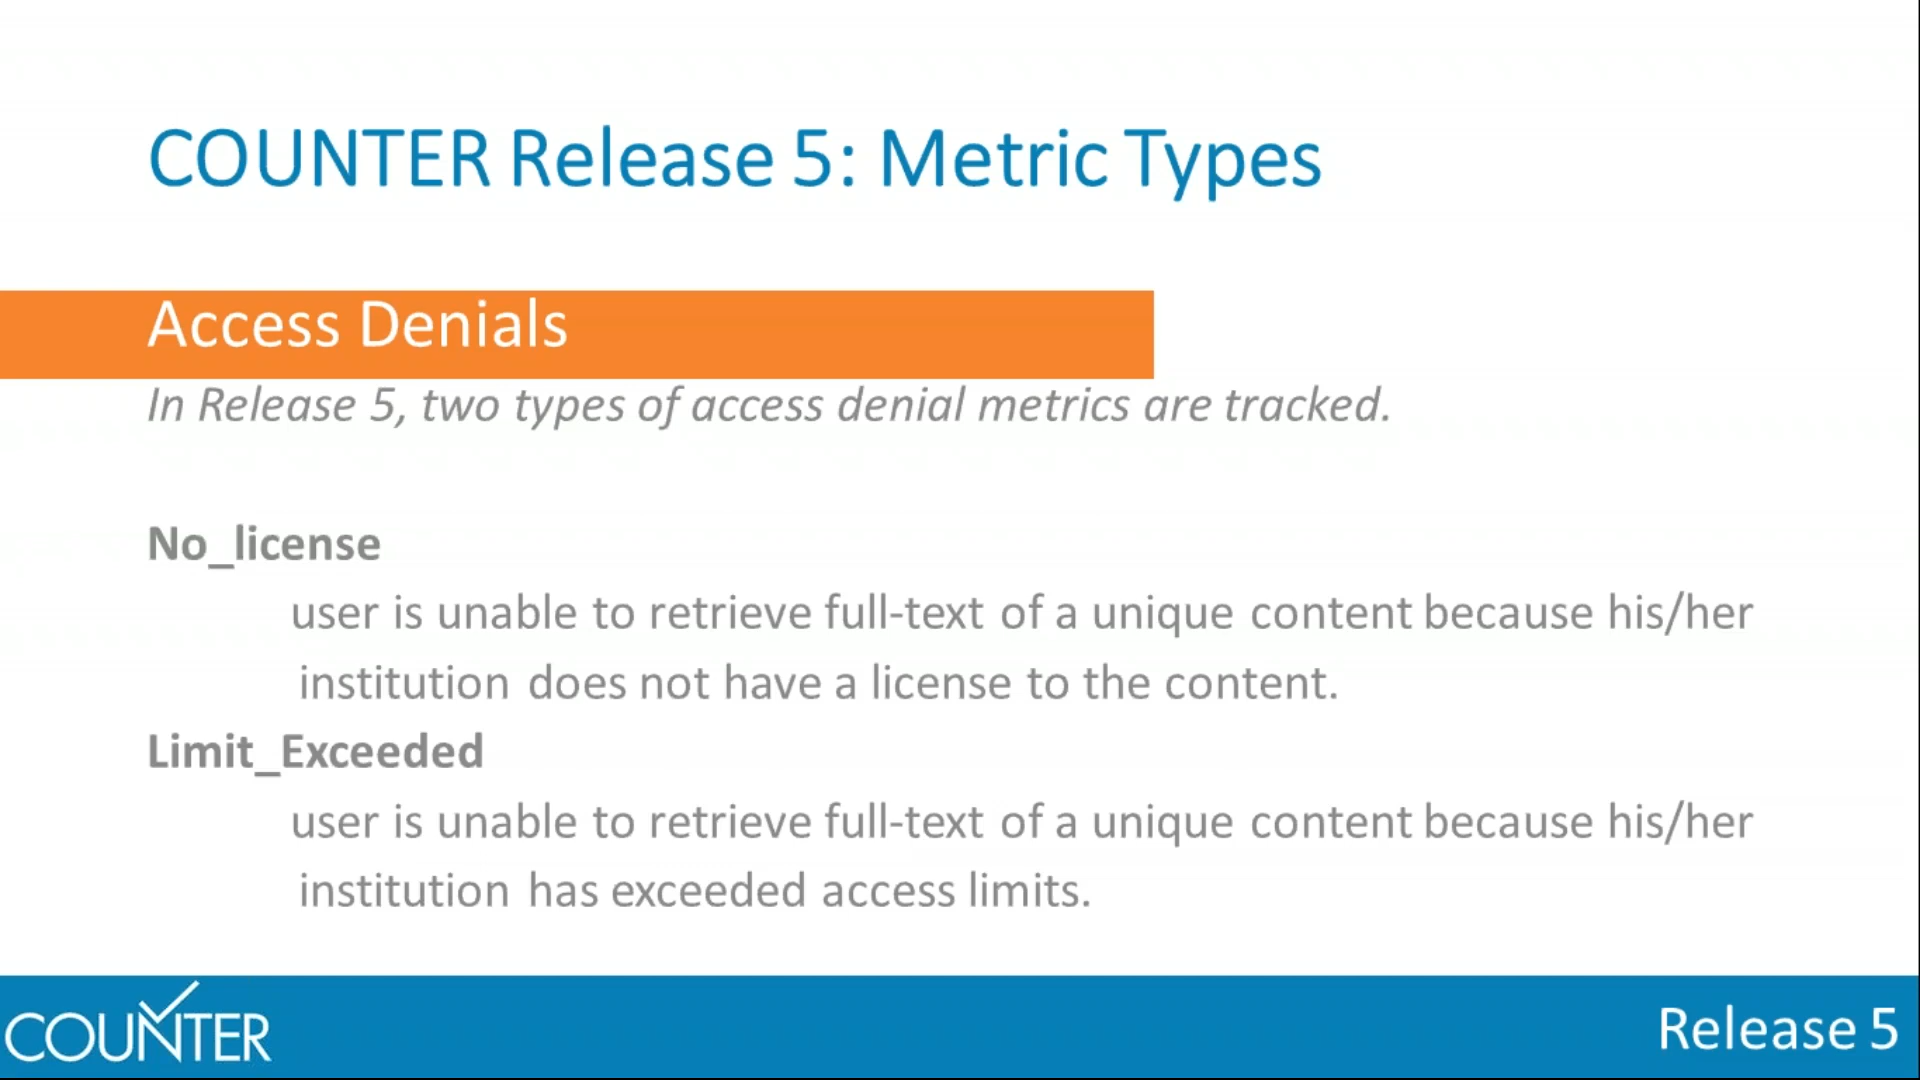 COUNTER Release 5: Metric Types
Access Denials
In Release 5, two types of access denial metrics are tracked.
No_license
user is unable to retrieve full-text of a unique content because his/her
institution does not have a license to the content.
Limit_Exceeded
user is unable to retrieve full-text of a unique content because his/her
institution has exceeded access limits.
COUNTER
Release 5